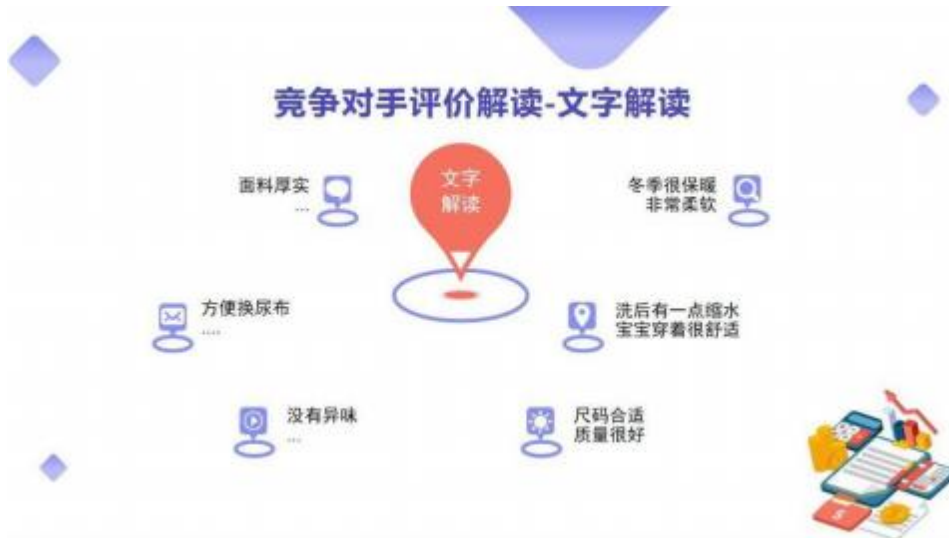 竞争对手评价解读-文字解读
文字
解读
面料厚实
...
冬季很保暖
非常柔软
方便换尿布
....
洗后有一点缩水
宝宝穿着很舒适
没有异味
...
尺码合适
质量很好